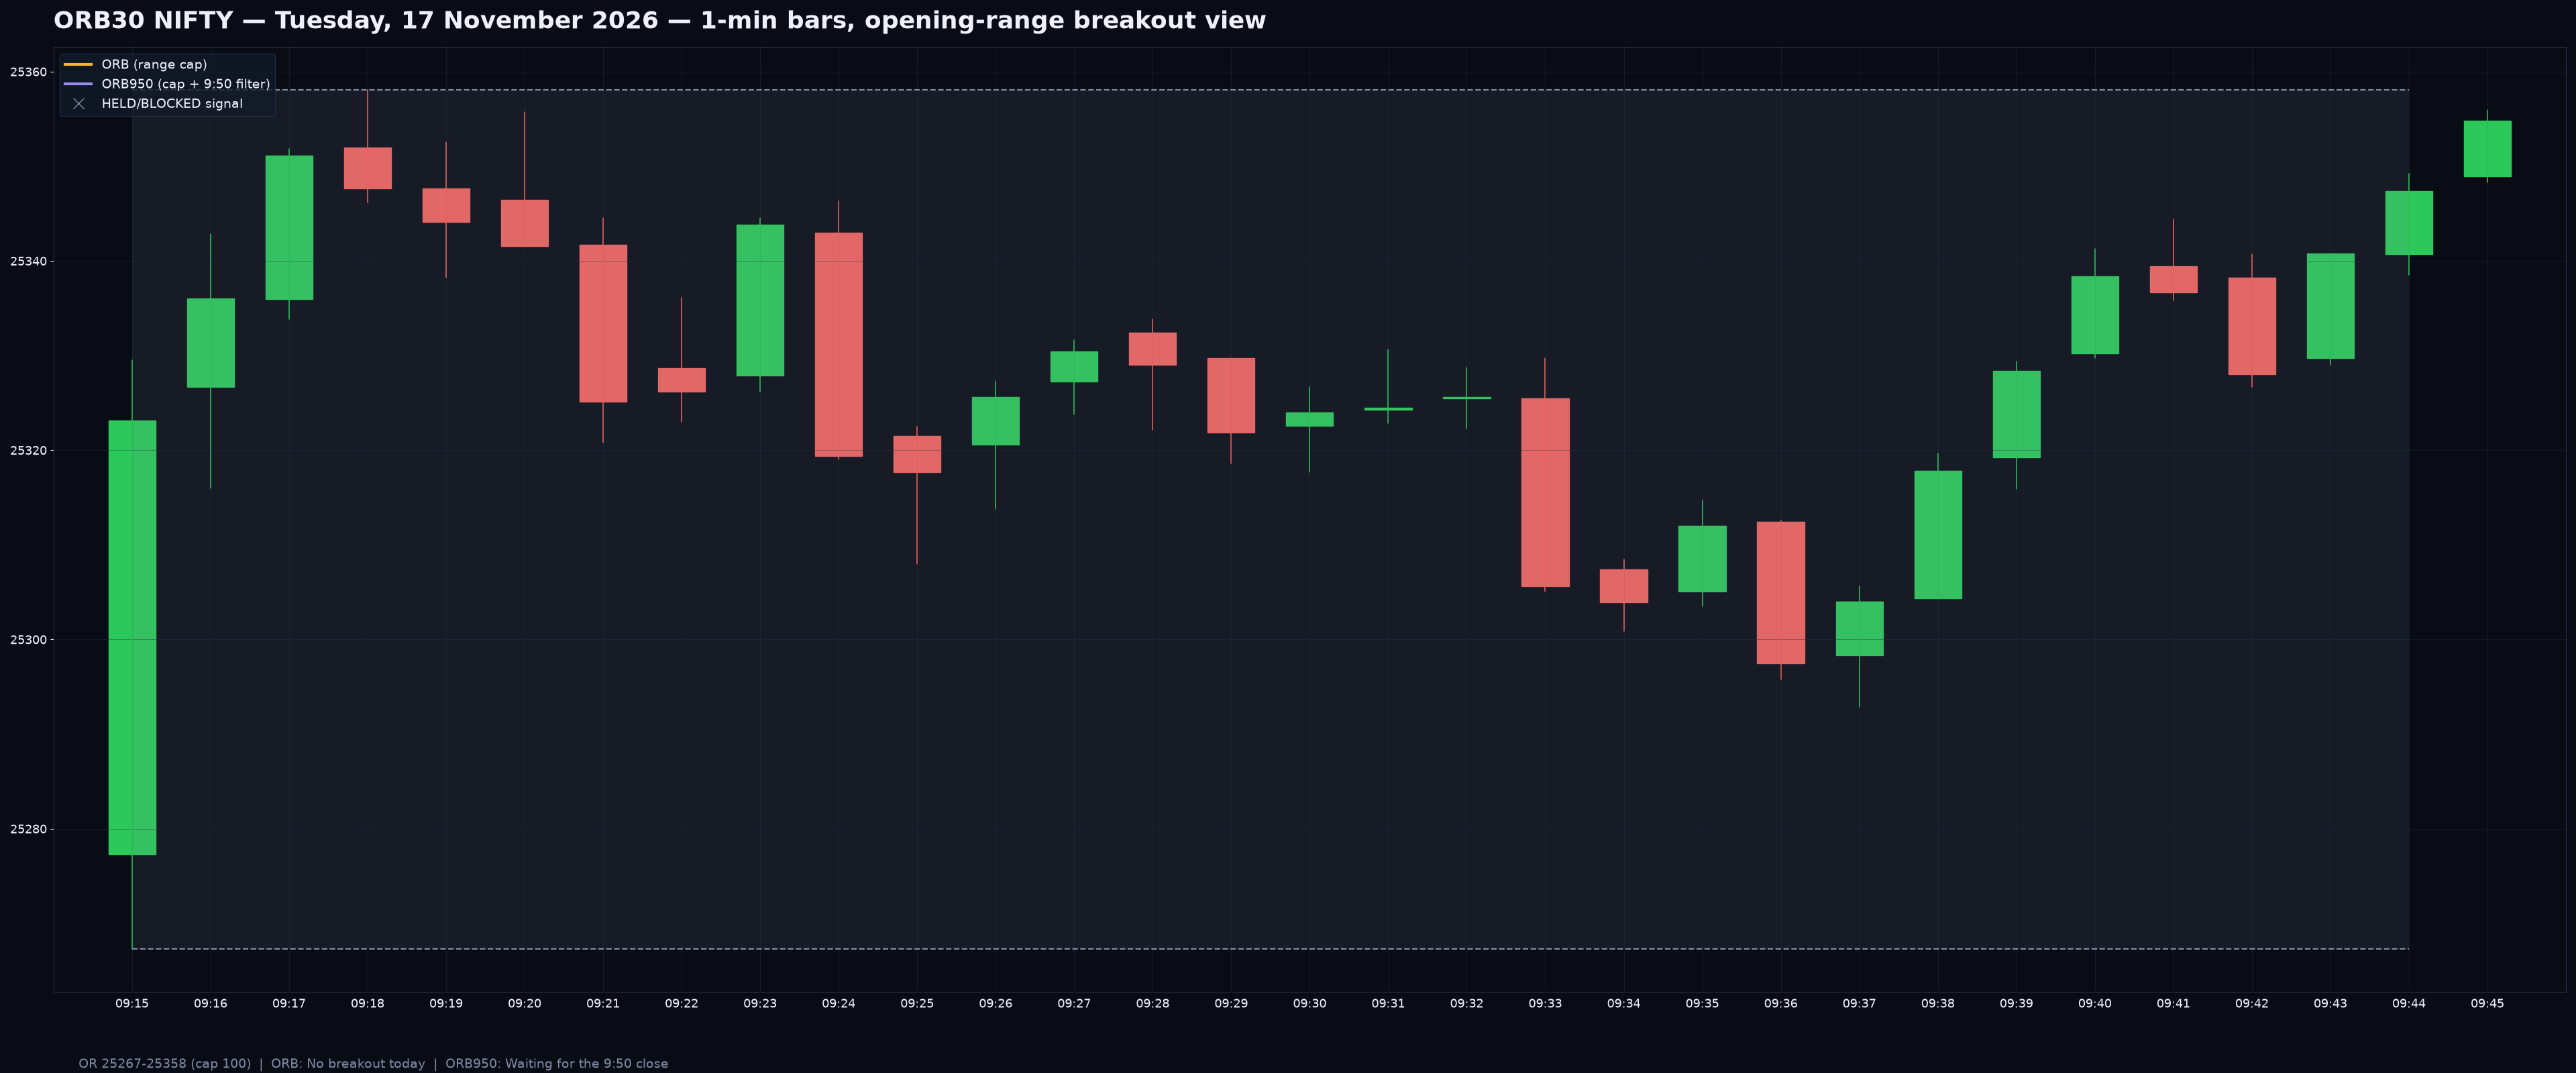 ORB30 NIFTY — Tuesday, 17 November 2026 — 1-min bars, opening-range breakout view
ORB (range cap)
ORB950 (cap + 9:50 filter)
HELD/BLOCKED signal
25360
25340
25320
25300
25280
09:15 09:16 09:17 09:18 09:19 09:20 09:21 09:22 09:23 09:24 09:25 09:26 09:27 09:28 09:29 09:30 09:31 09:32 09:33 09:34 09:35 09:36 09:37 09:38 09:39 09:40 09:41 09:42 09:43 09:44 09:45
OR 25267-25358 (cap 100) | ORB: No breakout today | ORB950: Waiting for the 9:50 close